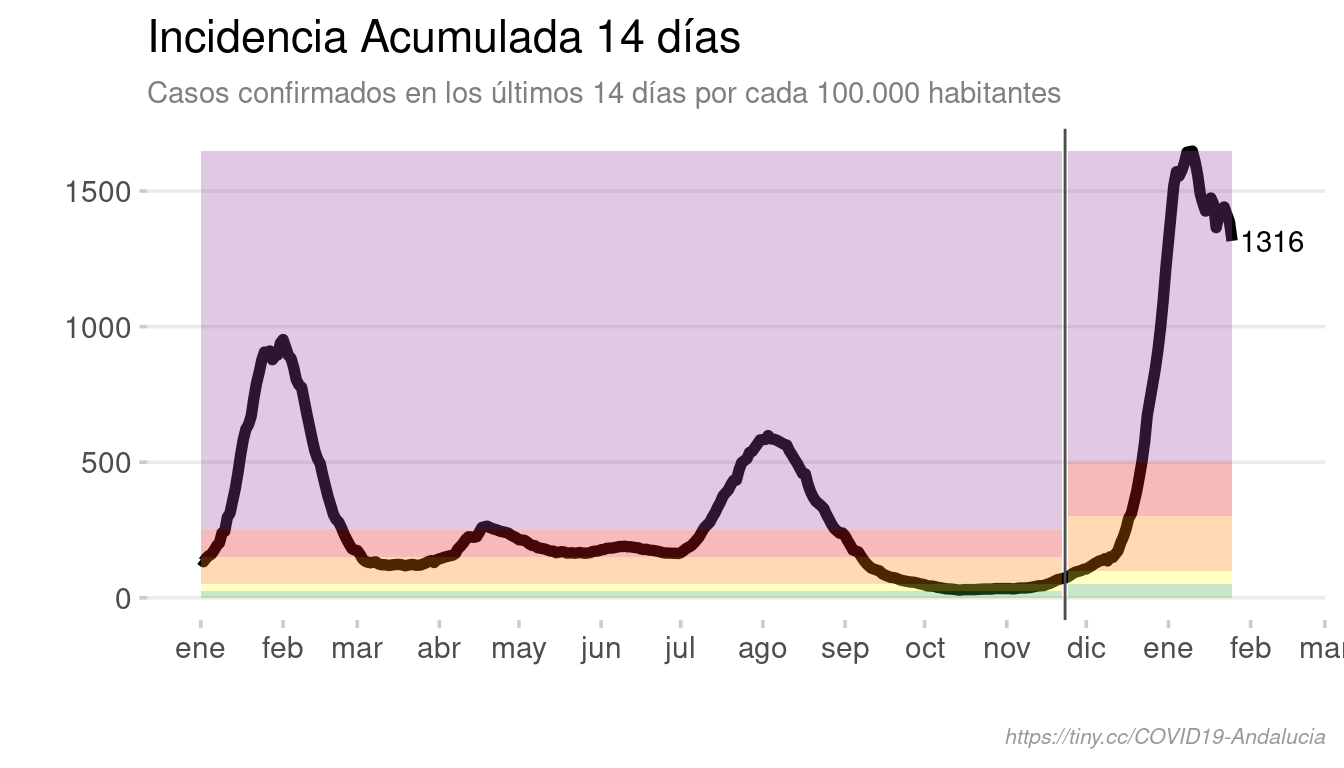 Incidencia Acumulada 14 días
Casos confirmados en los últimos 14 días por cada 100.000 habitantes
1500
1316
1000
500
0
ene feb mar abr may jun jul ago sep oct nov dic ene feb mar
https://tiny.cc/COVID19-Andalucia